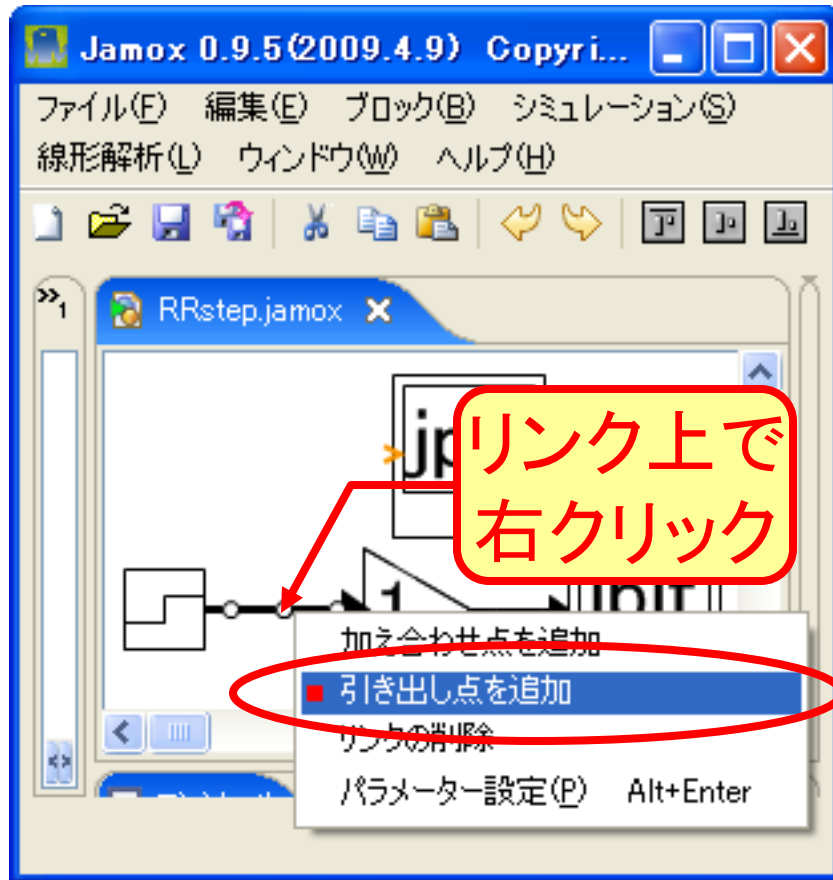 Jamox 0.9.5(2009.4.9) Copyri...
ファイル(F) 編集(E) ブロック(B) シミュレーション(S)
線形解析(L) ウィンドウ(W) ヘルプ(H)
»1
RRstep.jamox
リンク上で
右クリック
1
加え合わせ点を追加
引き出し点を追加
リンクの削除
パラメーター設定(P) Alt+Enter